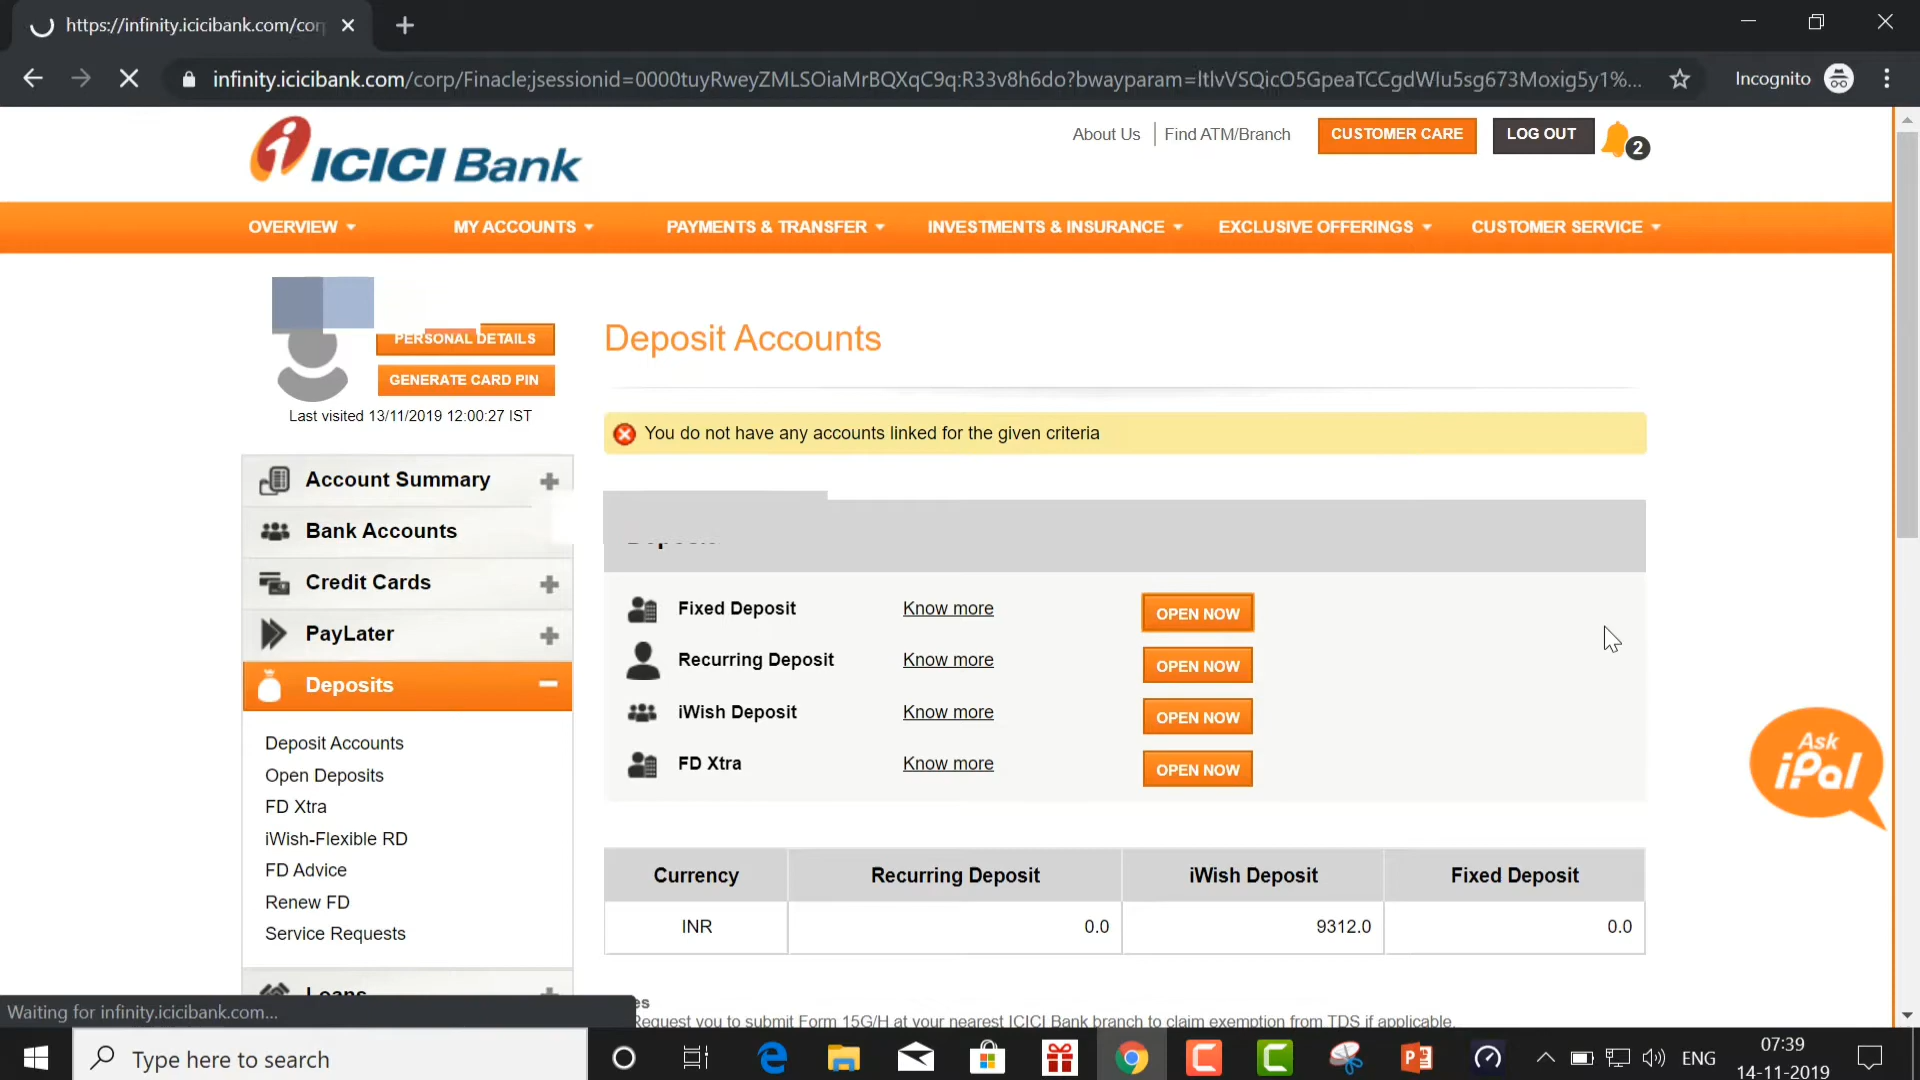 https://infinity.icicibank.com/corp
infinity.icicibank.com/corp/Finacle;jsessionid=0000tuyRweyZMLSOiaMrBQXqC9q:R33v8h6do?bwayparam=ltlvVSQicO5GpeaTCCgdWIu5sg673Moxig5y1%...
Incognito
ICICI Bank
About Us
Find ATM/Branch
CUSTOMER CARE
LOG OUT
2
OVERVIEW
MY ACCOUNTS
PAYMENTS & TRANSFER
INVESTMENTS & INSURANCE
EXCLUSIVE OFFERINGS
CUSTOMER SERVICE
PERSONAL DETAILS
GENERATE CARD PIN
Last visited 13/11/2019 12:00:27 IST
Account Summary
Bank Accounts
Credit Cards
PayLater
Deposits
Deposit Accounts
Open Deposits
FD Xtra
iWish-Flexible RD
FD Advice
Renew FD
Service Requests
Loans
Deposit Accounts
You do not have any accounts linked for the given criteria
Fixed Deposit Know more OPEN NOW
Recurring Deposit Know more OPEN NOW
iWish Deposit Know more OPEN NOW
FD Xtra Know more OPEN NOW
Currency Recurring Deposit iWish Deposit Fixed Deposit
INR 0.0 9312.0 0.0
Request you to submit Form 15G/H at your nearest ICICI Bank branch to claim exemption from TDS if applicable.
Ask
iPal
Waiting for infinity.icicibank.com...
Type here to search
ENG
07:39
14-11-2019